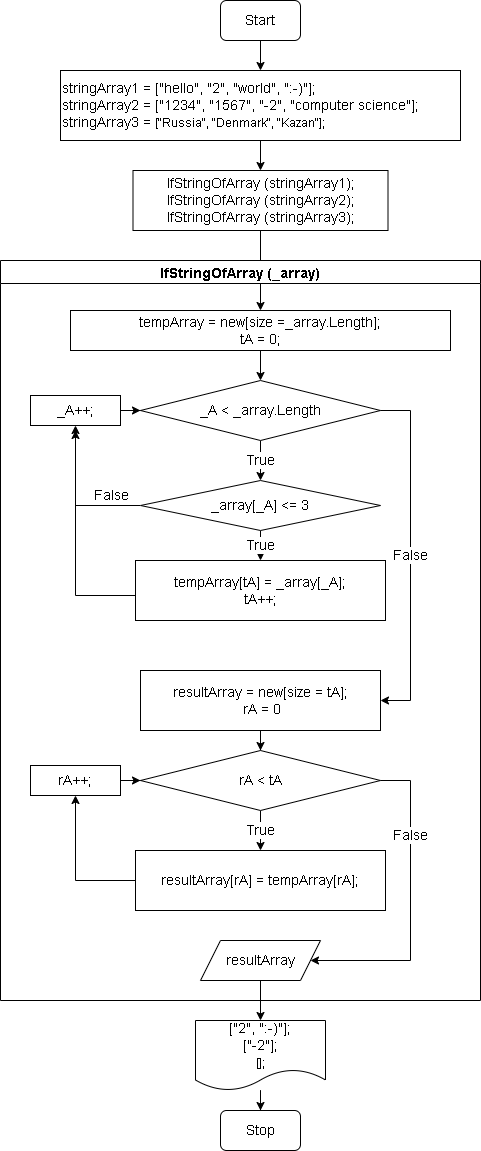 Start
stringArray1 = ["hello", "2", "world", ":-)"];
stringArray2 = ["1234", "1567", "-2", "computer science"];
stringArray3 = ["Russia", "Denmark", "Kazan"];
IfStringOfArray (stringArray1);
IfStringOfArray (stringArray2);
IfStringOfArray (stringArray3);
IfStringOfArray (_array)
tempArray = new[size =_array.Length];
tA = 0;
_A++;
_A < _array.Length
True
False
_array[_A] <= 3
True
False
tempArray[tA] = _array[_A];
tA++;
resultArray = new[size = tA];
rA = 0
rA++;
rA < tA
True
False
resultArray[rA] = tempArray[rA];
resultArray
["2", ":-)"];
["-2"];
[];
Stop